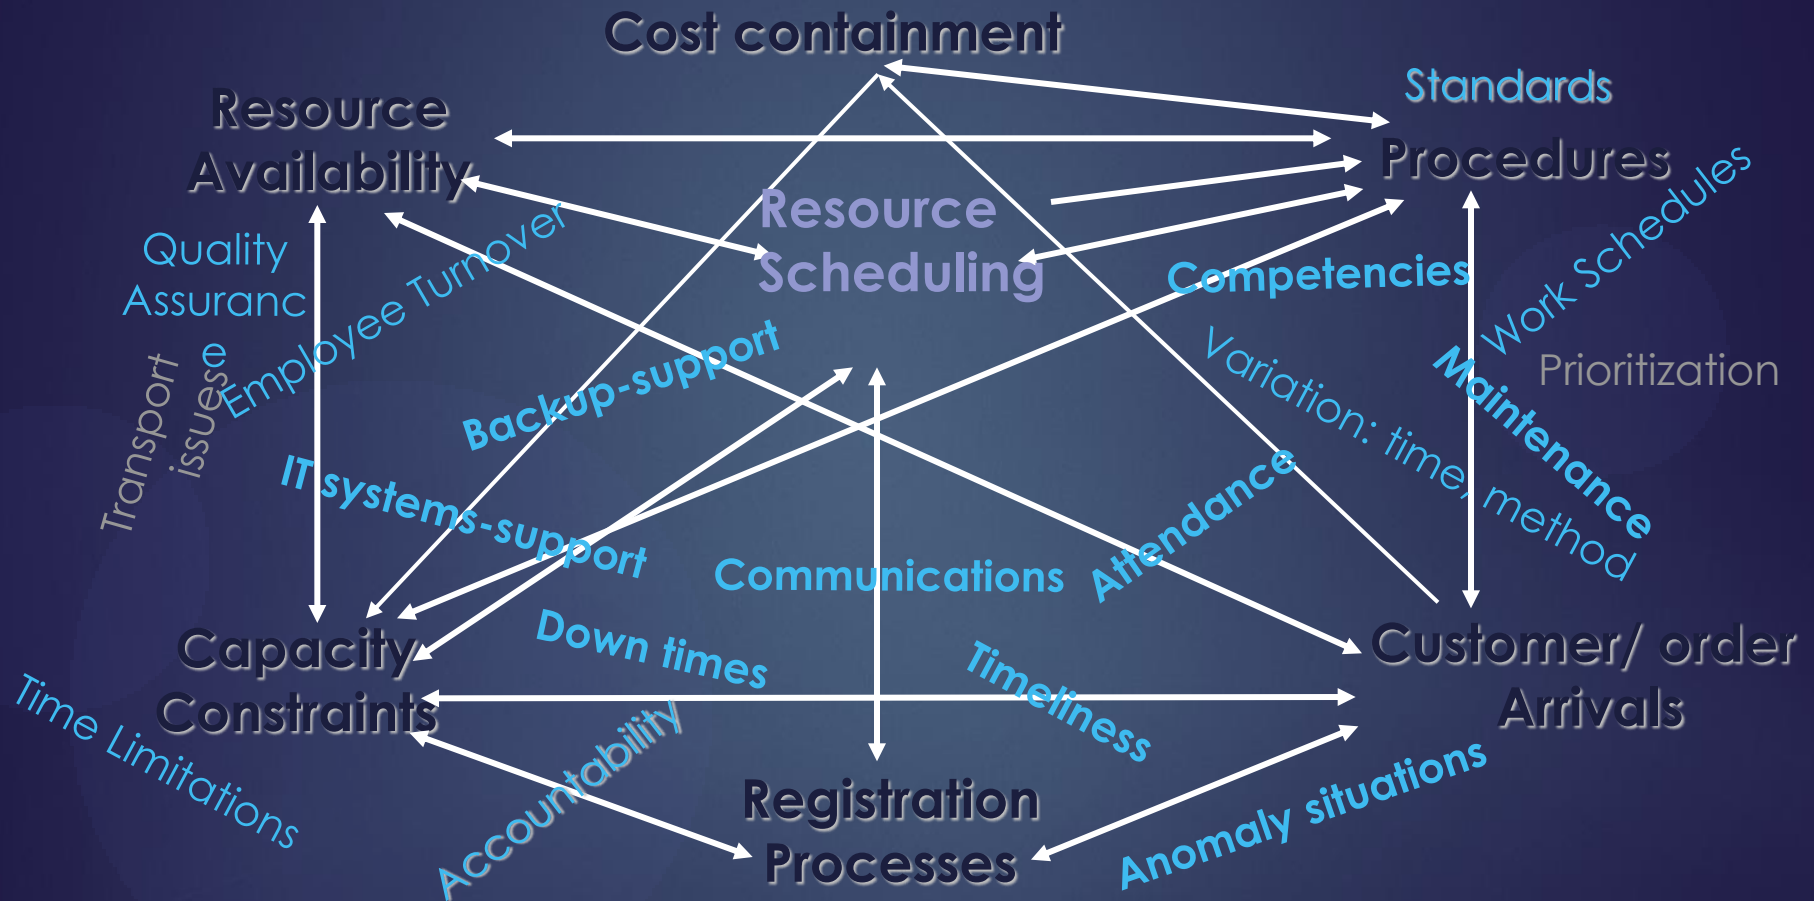 Cost containment
Standards
Resource
Availability
Procedures
Resource
Scheduling
Work Schedules
Quality
Assuranc
e
Employee Turnover
Competencies
Transport
issues
Backup-support
Variation: time, method
Maintenance
Prioritization
IT systems-support
Communications
Attendance
Down times
Timeliness
Capacity
Constraints
Customer/ order
Arrivals
Time Limitations
Accountability
Registration
Processes
Anomaly situations